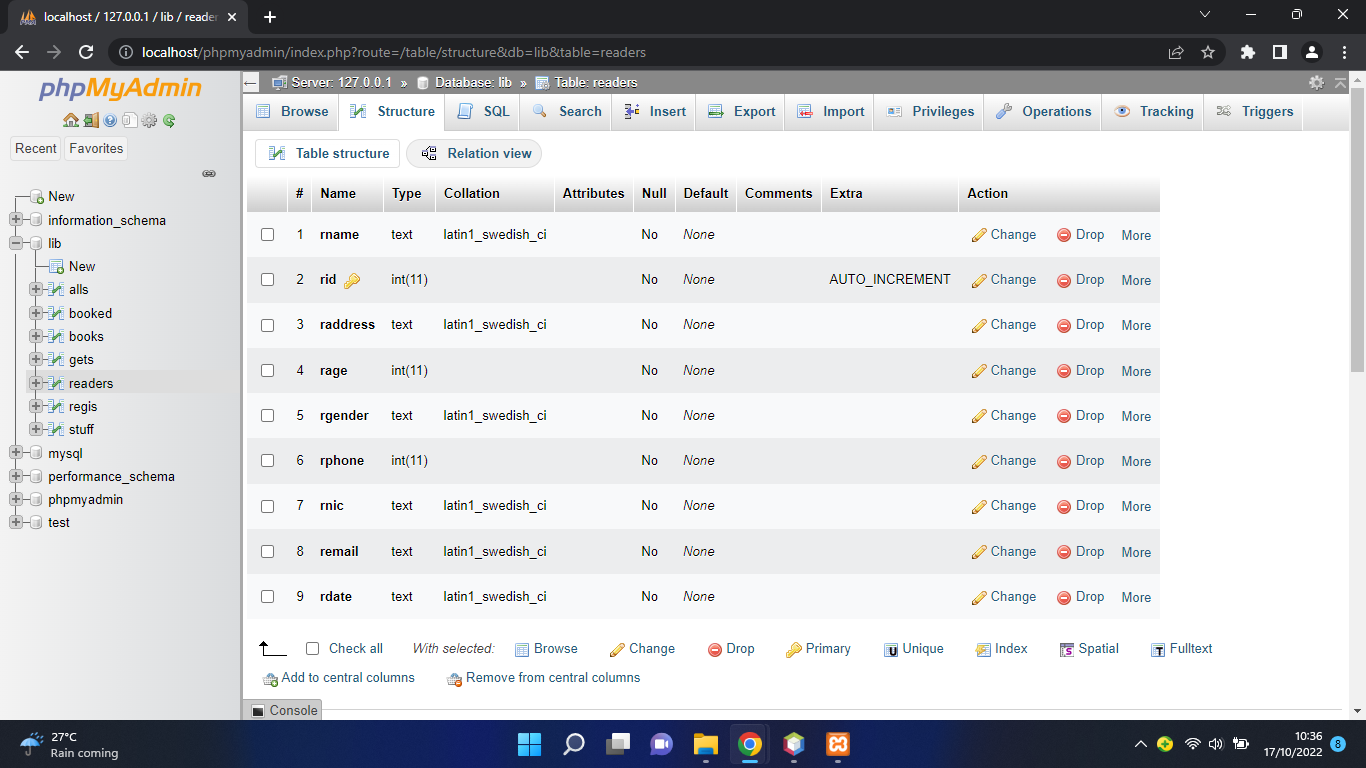 localhost / 127.0.0.1 / lib / reader
localhost/phpmyadmin/index.php?route=/table/structure&db=lib&table=readers
phpMyAdmin
Recent Favorites
New
information_schema
lib
New
alls
booked
books
gets
readers
regis
stuff
mysql
performance_schema
phpmyadmin
test
Server: 127.0.0.1 » Database: lib » Table: readers
Browse Structure SQL Search Insert Export Import Privileges Operations Tracking Triggers
Table structure Relation view
# Name Type Collation Attributes Null Default Comments Extra Action
1 rname text latin1_swedish_ci No None Change Drop More
2 rid int(11) No None AUTO_INCREMENT Change Drop More
3 raddress text latin1_swedish_ci No None Change Drop More
4 rage int(11) No None Change Drop More
5 rgender text latin1_swedish_ci No None Change Drop More
6 rphone int(11) No None Change Drop More
7 rnic text latin1_swedish_ci No None Change Drop More
8 remail text latin1_swedish_ci No None Change Drop More
9 rdate text latin1_swedish_ci No None Change Drop More
Check all With selected: Browse Change Drop Primary Unique Index Spatial Fulltext
Add to central columns Remove from central columns
Console
27°C
Rain coming
10:36
17/10/2022 8